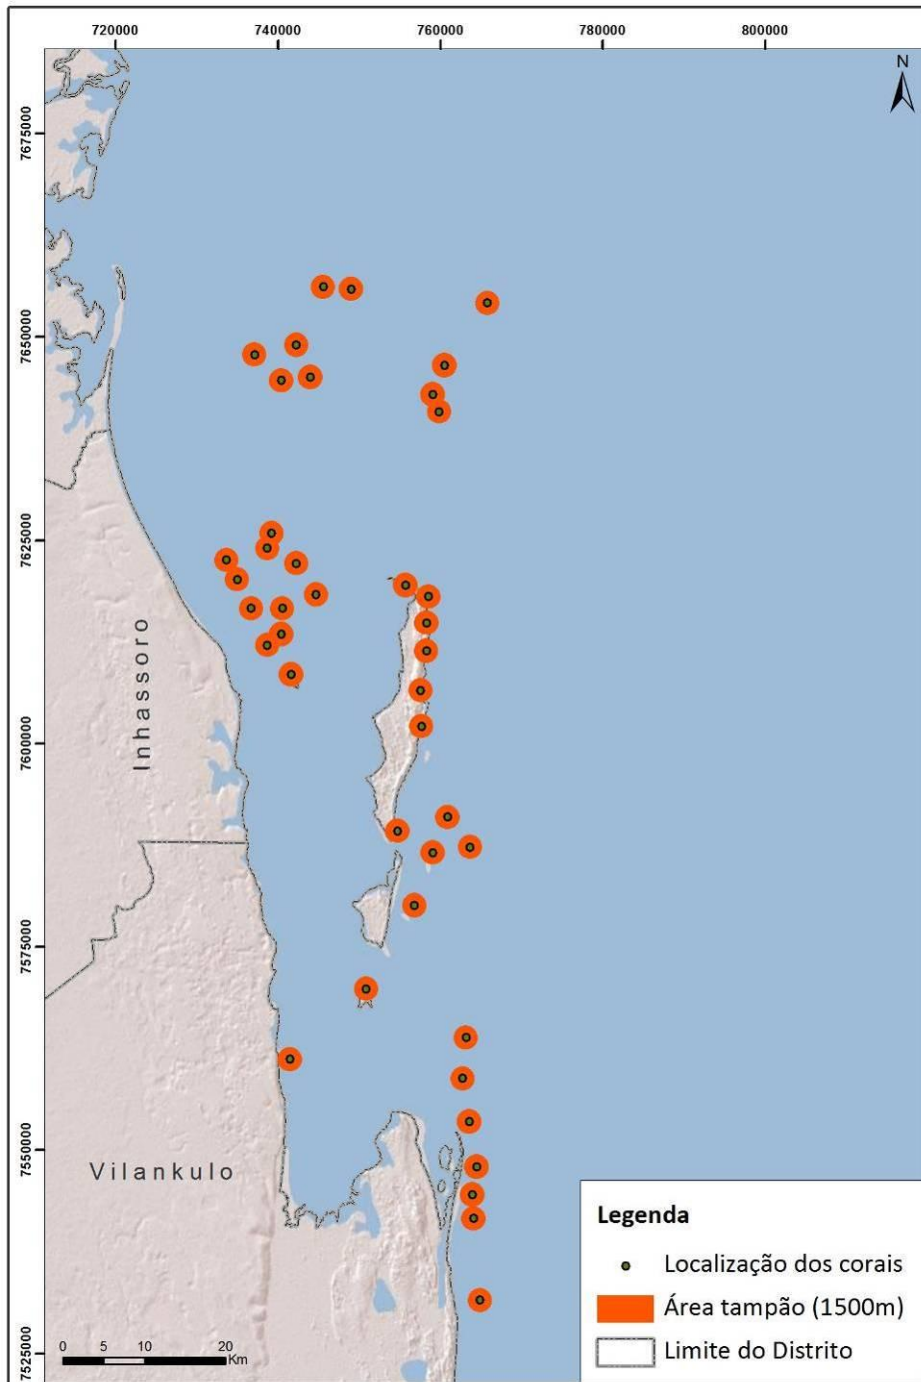 720000 740000 760000 780000 800000
N
7675000
7650000
7625000
Inhassoro
7600000
7575000
7550000
Vilankulo
7525000
Legenda
Localização dos corais
Área tampão (1500m)
Limite do Distrito
0 5 10 20
Km